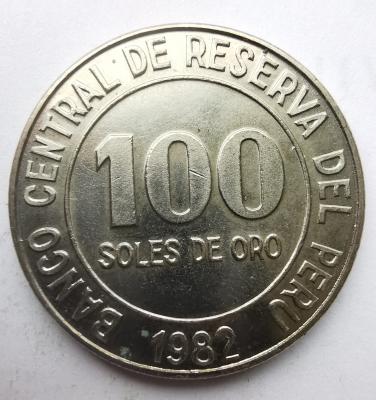 BANCO CENTRAL DE RESERVA DEL PERU
100
SOLES DE ORO
1982